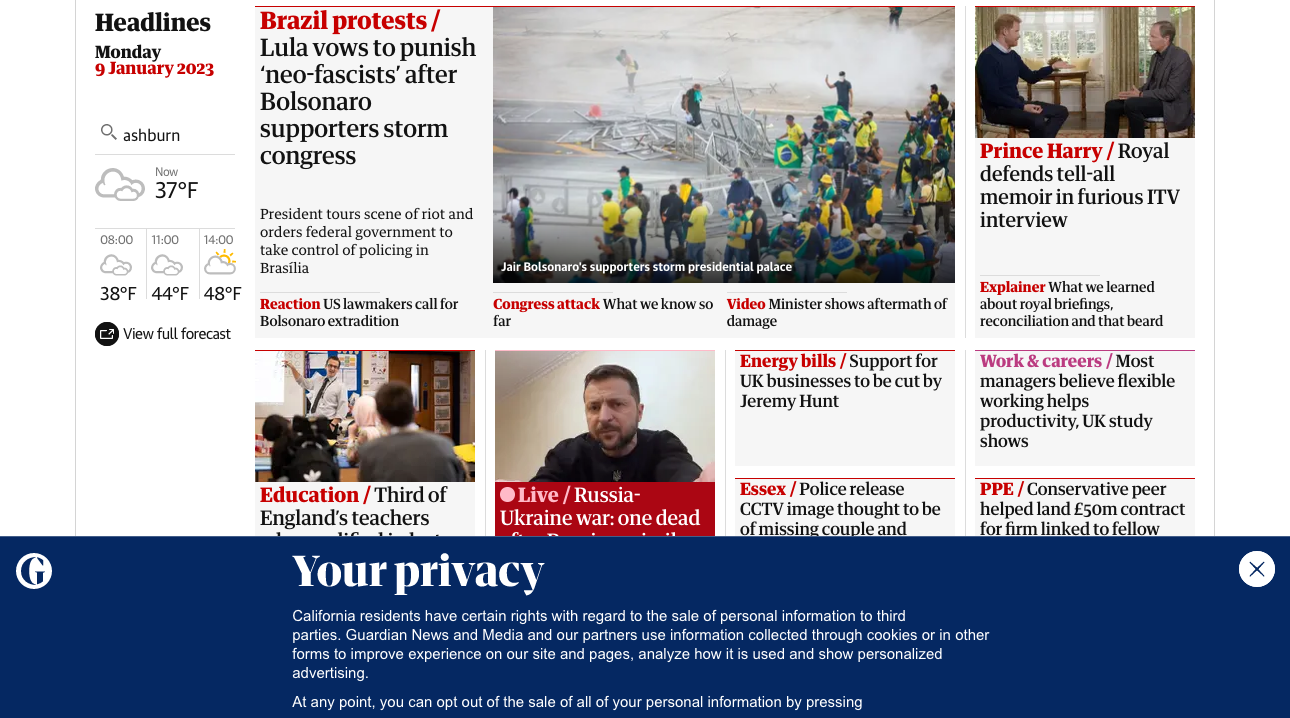 Headlines
Monday
9 January 2023
ashburn
Now
37°F
08:00
11:00
14:00
38°F
44°F
48°F
View full forecast
Brazil protests /
Lula vows to punish
‘neo-fascists’ after
Bolsonaro
supporters storm
congress
President tours scene of riot and
orders federal government to
take control of policing in
Brasília
Reaction US lawmakers call for
Bolsonaro extradition
Jair Bolsonaro's supporters storm presidential palace
Congress attack What we know so
far
Video Minister shows aftermath of
damage
Prince Harry / Royal
defends tell-all
memoir in furious ITV
interview
Explainer What we learned
about royal briefings,
reconciliation and that beard
Education / Third of
England’s teachers
Live / Russia-
Ukraine war: one dead
Energy bills / Support for
UK businesses to be cut by
Jeremy Hunt
Essex / Police release
CCTV image thought to be
of missing couple and
Work & careers / Most
managers believe flexible
working helps
productivity, UK study
shows
PPE / Conservative peer
helped land £50m contract
for firm linked to fellow
Your privacy
California residents have certain rights with regard to the sale of personal information to third
parties. Guardian News and Media and our partners use information collected through cookies or in other
forms to improve experience on our site and pages, analyze how it is used and show personalized
advertising.
At any point, you can opt out of the sale of all of your personal information by pressing